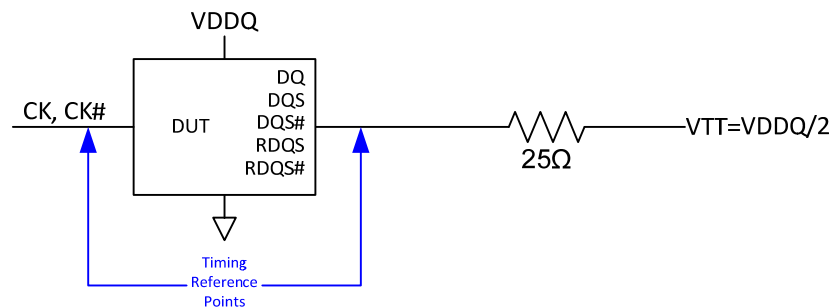 VDDQ
CK, CK#
DUT
DQ
DQS
DQS#
RDQS
RDQS#
25Ω
VTT=VDDQ/2
Timing
Reference
Points